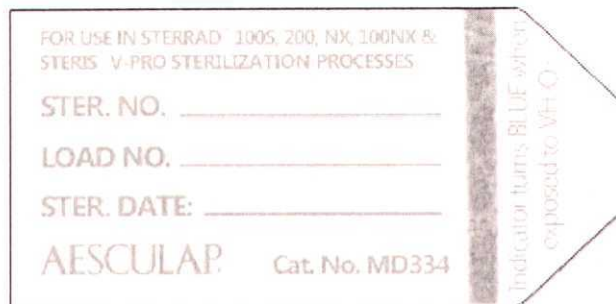 FOR USE IN STERRAD 100S, 200, NX, 100NX &
STERIS V-PRO STERILIZATION PROCESSES
STER. NO.
LOAD NO.
STER. DATE:
AESCULAP.
Cat. No. MD334
Indicator turns BLUE when
exposed to VH O